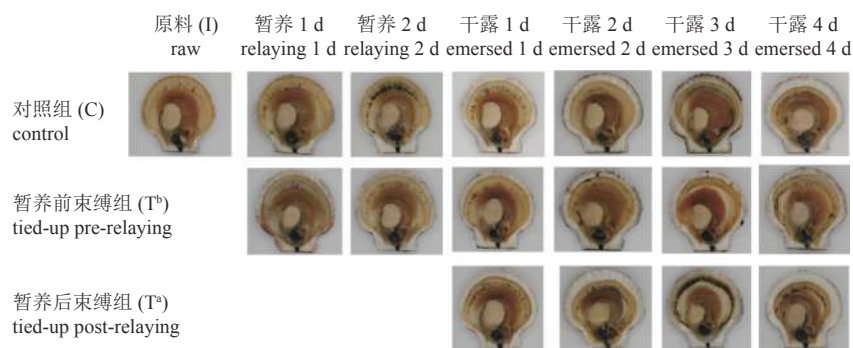 原料 (I) 暂养 1 d 暂养 2 d 干露 1 d 干露 2 d 干露 3 d 干露 4 d
raw relaying 1 d relaying 2 d emersed 1 d emersed 2 d emersed 3 d emersed 4 d
对照组 (C)
control
暂养前束缚组 (Tᵇ)
tied-up pre-relaying
暂养后束缚组 (Tᵃ)
tied-up post-relaying